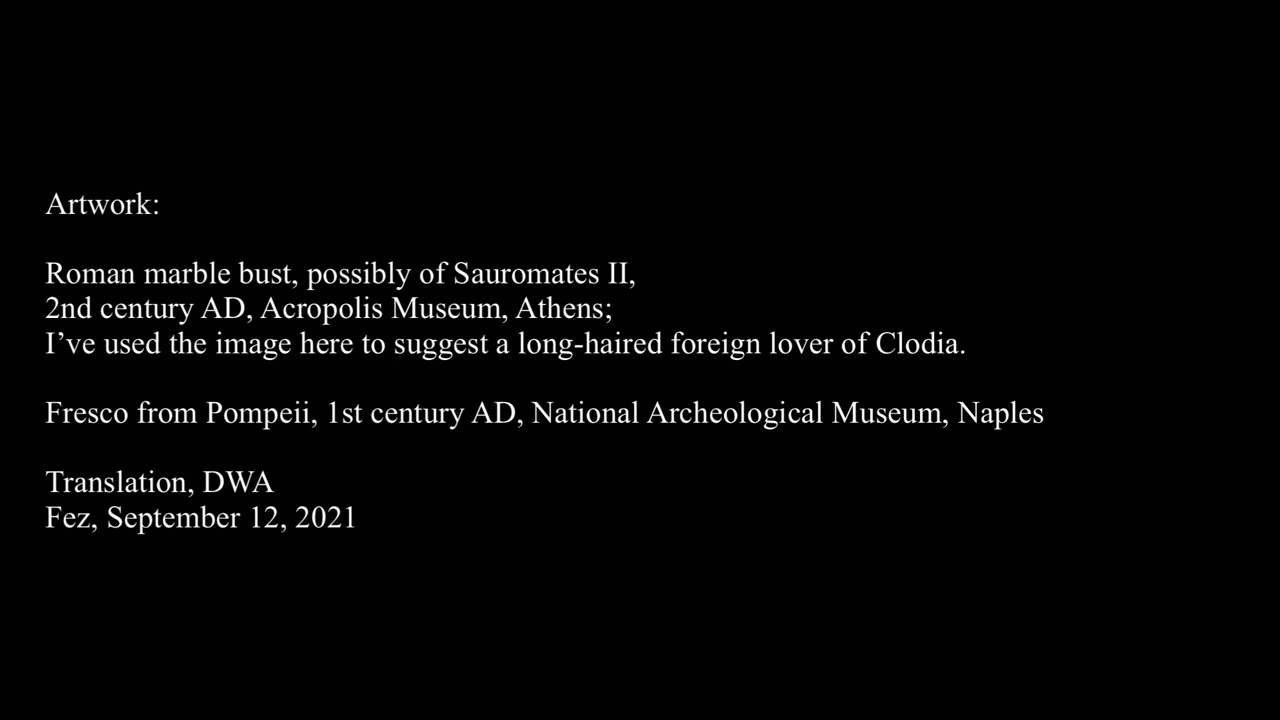 Artwork:
Roman marble bust, possibly of Sauromates II,
2nd century AD, Acropolis Museum, Athens;
I’ve used the image here to suggest a long-haired foreign lover of Clodia.
Fresco from Pompeii, 1st century AD, National Archeological Museum, Naples
Translation, DWA
Fez, September 12, 2021